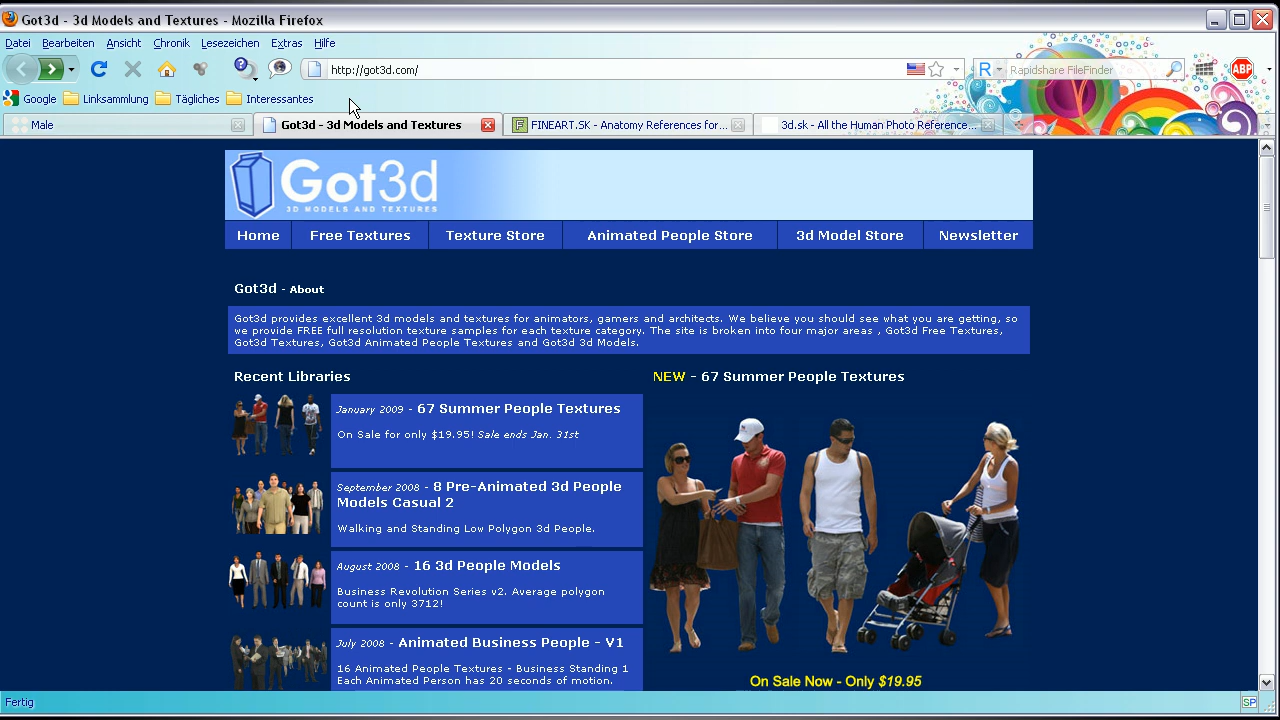 Got3d - 3d Models and Textures - Mozilla Firefox
Datei Bearbeiten Ansicht Chronik Lesezeichen Extras Hilfe
http://got3d.com/
R Rapidshare FileFinder
ABP
Google Linksammlung Tägliches Interessantes
Male
Got3d - 3d Models and Textures
FINEART.SK - Anatomy References for...
3d.sk - All the Human Photo Reference...
Got3d
3D MODELS AND TEXTURES
Home Free Textures Texture Store Animated People Store 3d Model Store Newsletter
Got3d - About
Got3d provides excellent 3d models and textures for animators, gamers and architects. We believe you should see what you are getting, so
we provide FREE full resolution texture samples for each texture category. The site is broken into four major areas , Got3d Free Textures,
Got3d Textures, Got3d Animated People Textures and Got3d 3d Models.
Recent Libraries
January 2009 - 67 Summer People Textures
On Sale for only $19.95! Sale ends Jan. 31st
September 2008 - 8 Pre-Animated 3d People
Models Casual 2
Walking and Standing Low Polygon 3d People.
August 2008 - 16 3d People Models
Business Revolution Series v2. Average polygon
count is only 3712!
July 2008 - Animated Business People - V1
16 Animated People Textures - Business Standing 1
Each Animated Person has 20 seconds of motion.
NEW - 67 Summer People Textures
On Sale Now - Only $19.95
Fertig
SP